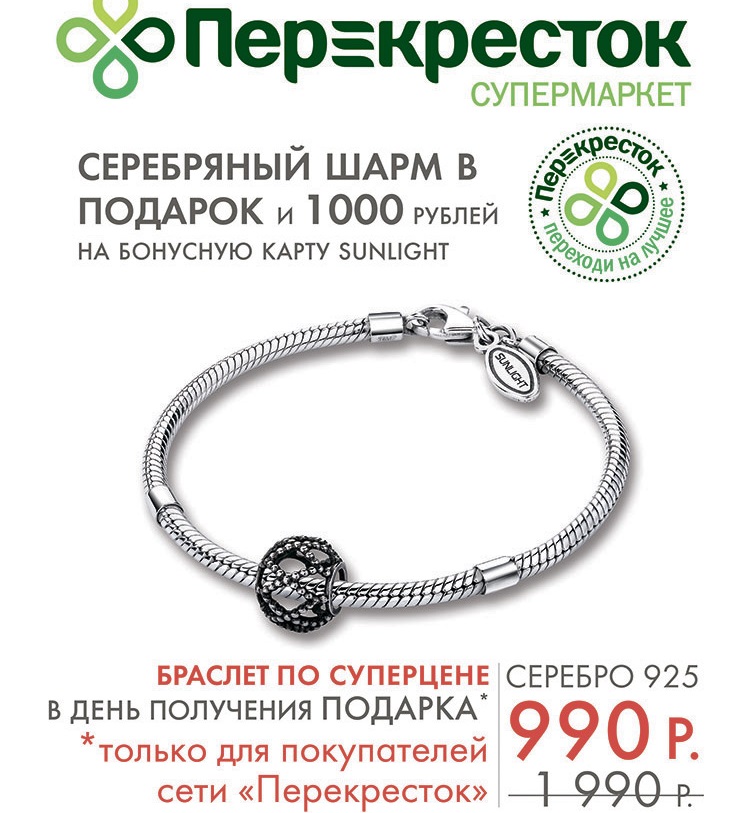 Перекресток
СУПЕРМАРКЕТ
СЕРЕБРЯНЫЙ ШАРМ В
ПОДАРОК И 1000 РУБЛЕЙ
НА БОНУСНУЮ КАРТУ SUNLIGHT
Перекресток
переходи на лучшее
SUNLIGHT
БРАСЛЕТ ПО СУПЕРЦЕНЕ
В ДЕНЬ ПОЛУЧЕНИЯ ПОДАРКА*
*только для покупателей
сети «Перекресток»
СЕРЕБРО 925
990 Р.
1 990 Р.